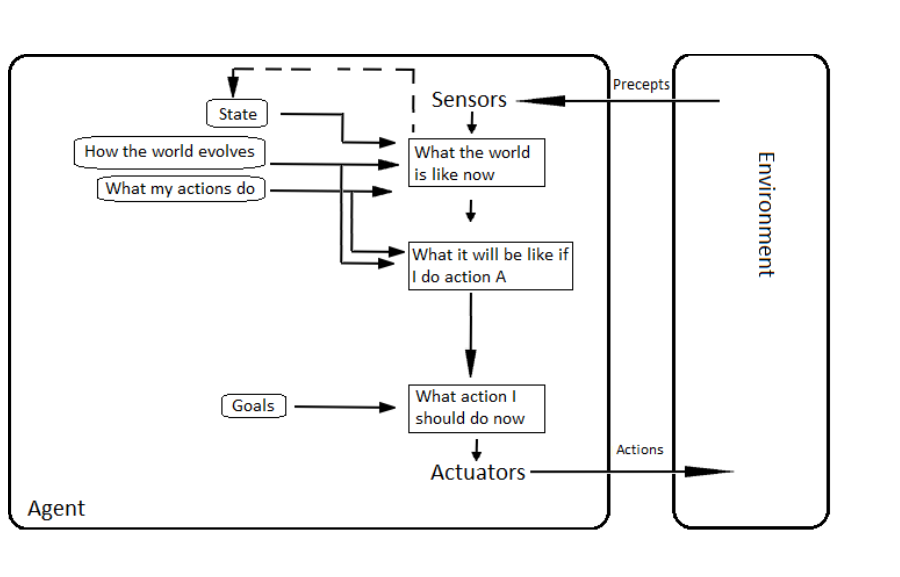 Precepts
Sensors
State
How the world evolves
What the world
is like now
What my actions do
Environment
What it will be like if
I do action A
What action I
should do now
Goals
Actions
Actuators
Agent